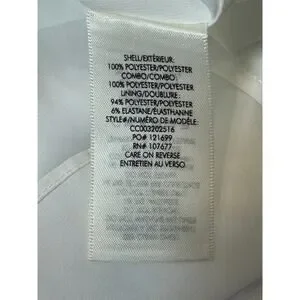 SHELL/EXTÉRIEUR:
100% POLYESTER/POLYESTER
COMBO/COMBO:
100% POLYESTER/POLYESTER
LINING/DOUBLURE:
94% POLYESTER/POLYESTER
6% ELASTANE/ÉLASTHANNE
STYLE#/NUMÉRO DE MODÈLE:
CC003202516
PO# 121699
RN# 107677
CARE ON REVERSE
ENTRETIEN AU VERSO